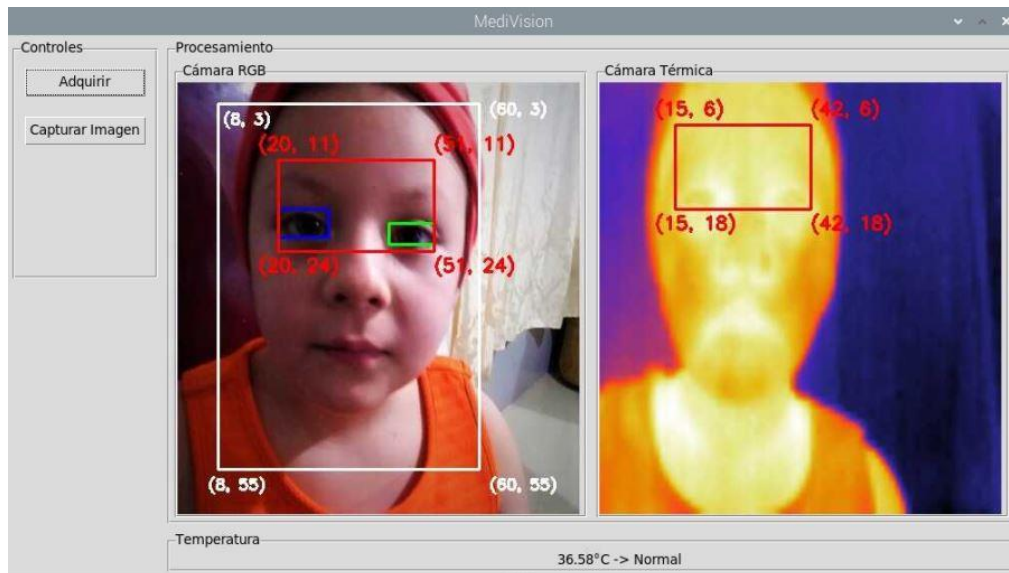 MediVision
Controles
Adquirir
Capturar Imagen
Procesamiento
Cámara RGB
(8, 3)
(60, 3)
(20, 11)
(51, 11)
(20, 24)
(51, 24)
(8, 55)
(60, 55)
Cámara Térmica
(15, 6)
(42, 6)
(15, 18)
(42, 18)
Temperatura
36.58°C -> Normal